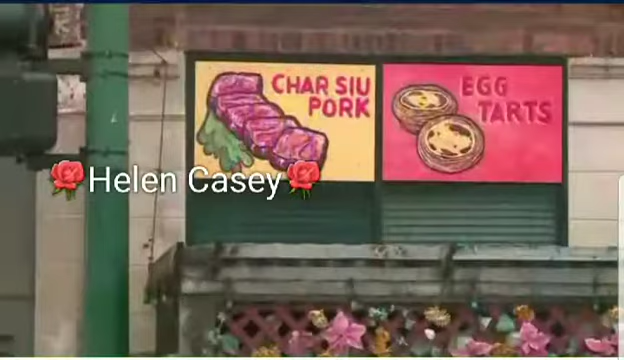 CHAR SIU
PORK
EGG
TARTS
🌹Helen Casey🌹